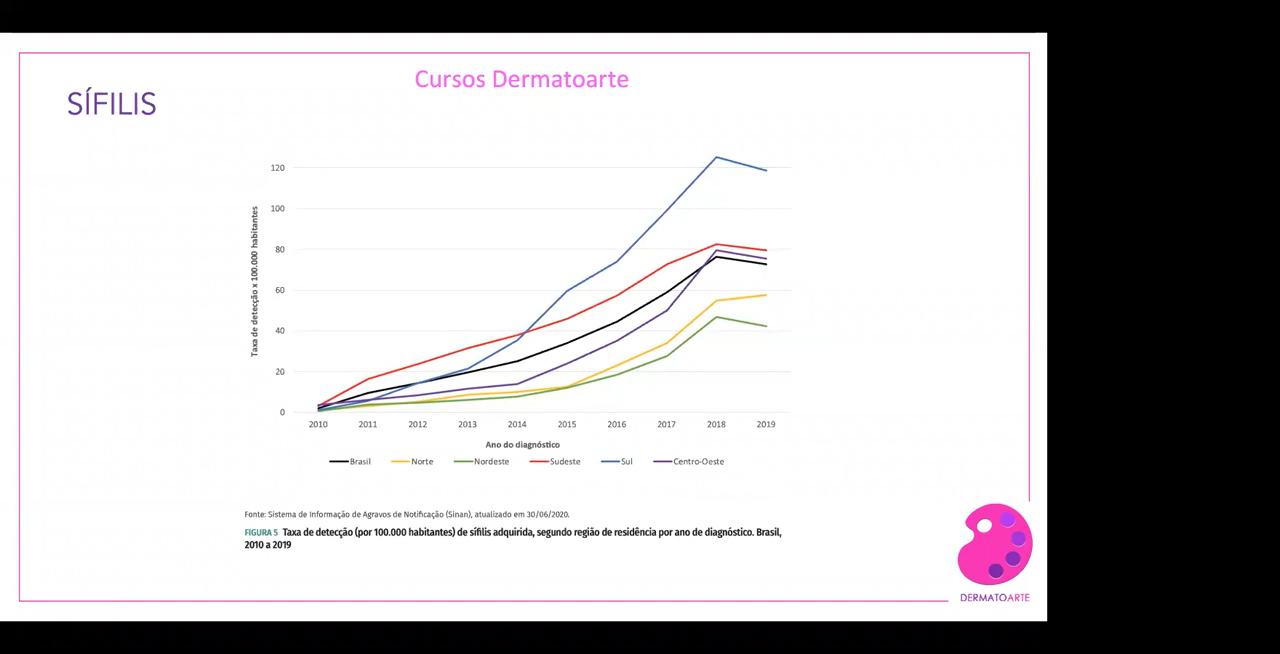 Cursos Dermatoarte
SÍFILIS
Taxa de detecção x 100.000 habitantes
120
100
80
60
40
20
0
2010 2011 2012 2013 2014 2015 2016 2017 2018 2019
Ano do diagnóstico
Brasil Norte Nordeste Sudeste Sul Centro-Oeste
Fonte: Sistema de Informação de Agravos de Notificação (Sinan), atualizado em 30/06/2020.
FIGURA 5 Taxa de detecção (por 100.000 habitantes) de sífilis adquirida, segundo região de residência por ano de diagnóstico. Brasil,
2010 a 2019
DERMATOARTE